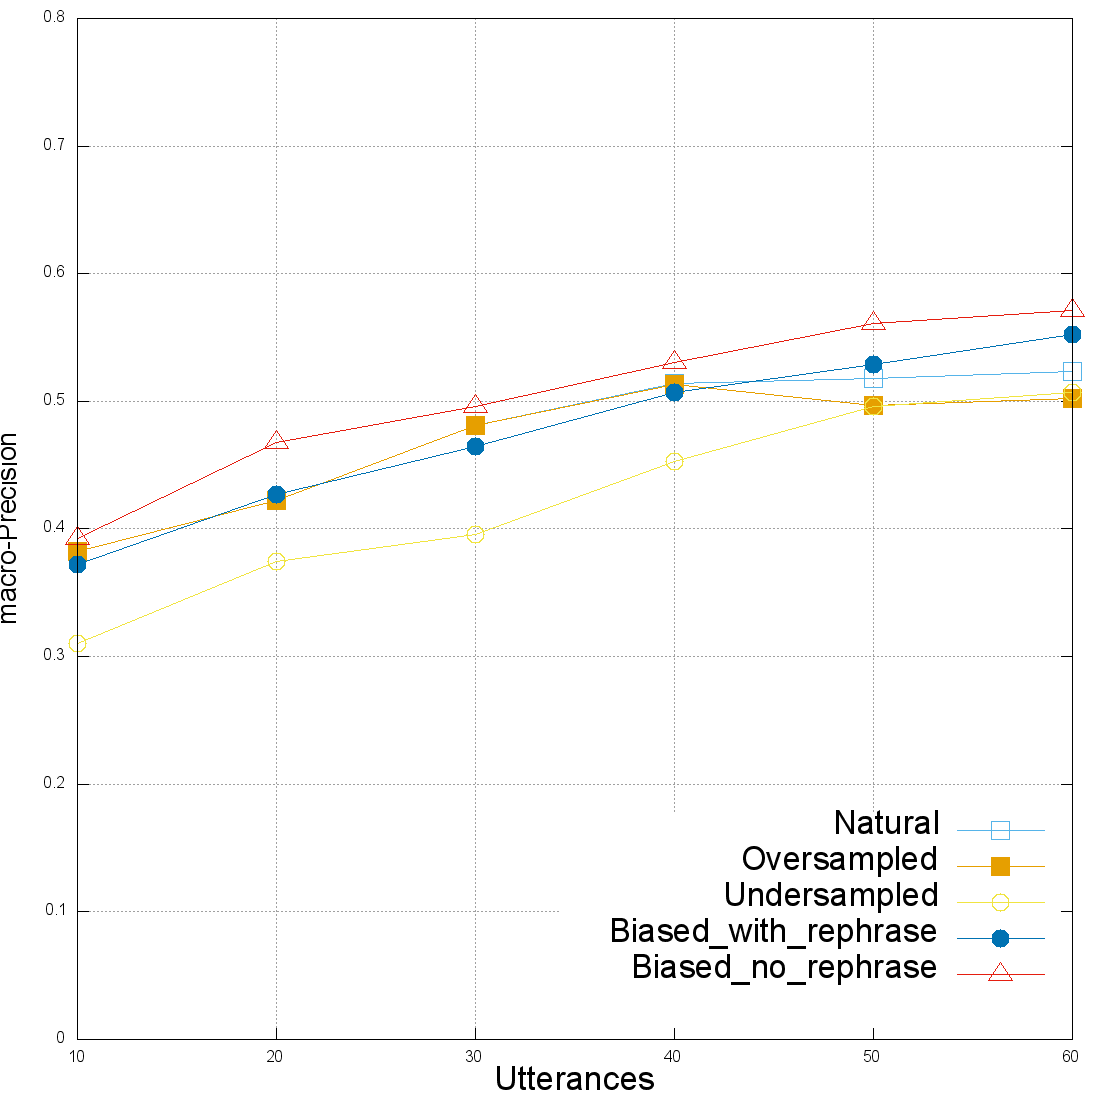 0.8
0.7
0.6
0.5
0.4
0.3
0.2
0.1
0
macro-Precision
10 20 30 40 50 60
Utterances
Natural
Oversampled
Undersampled
Biased_with_rephrase
Biased_no_rephrase